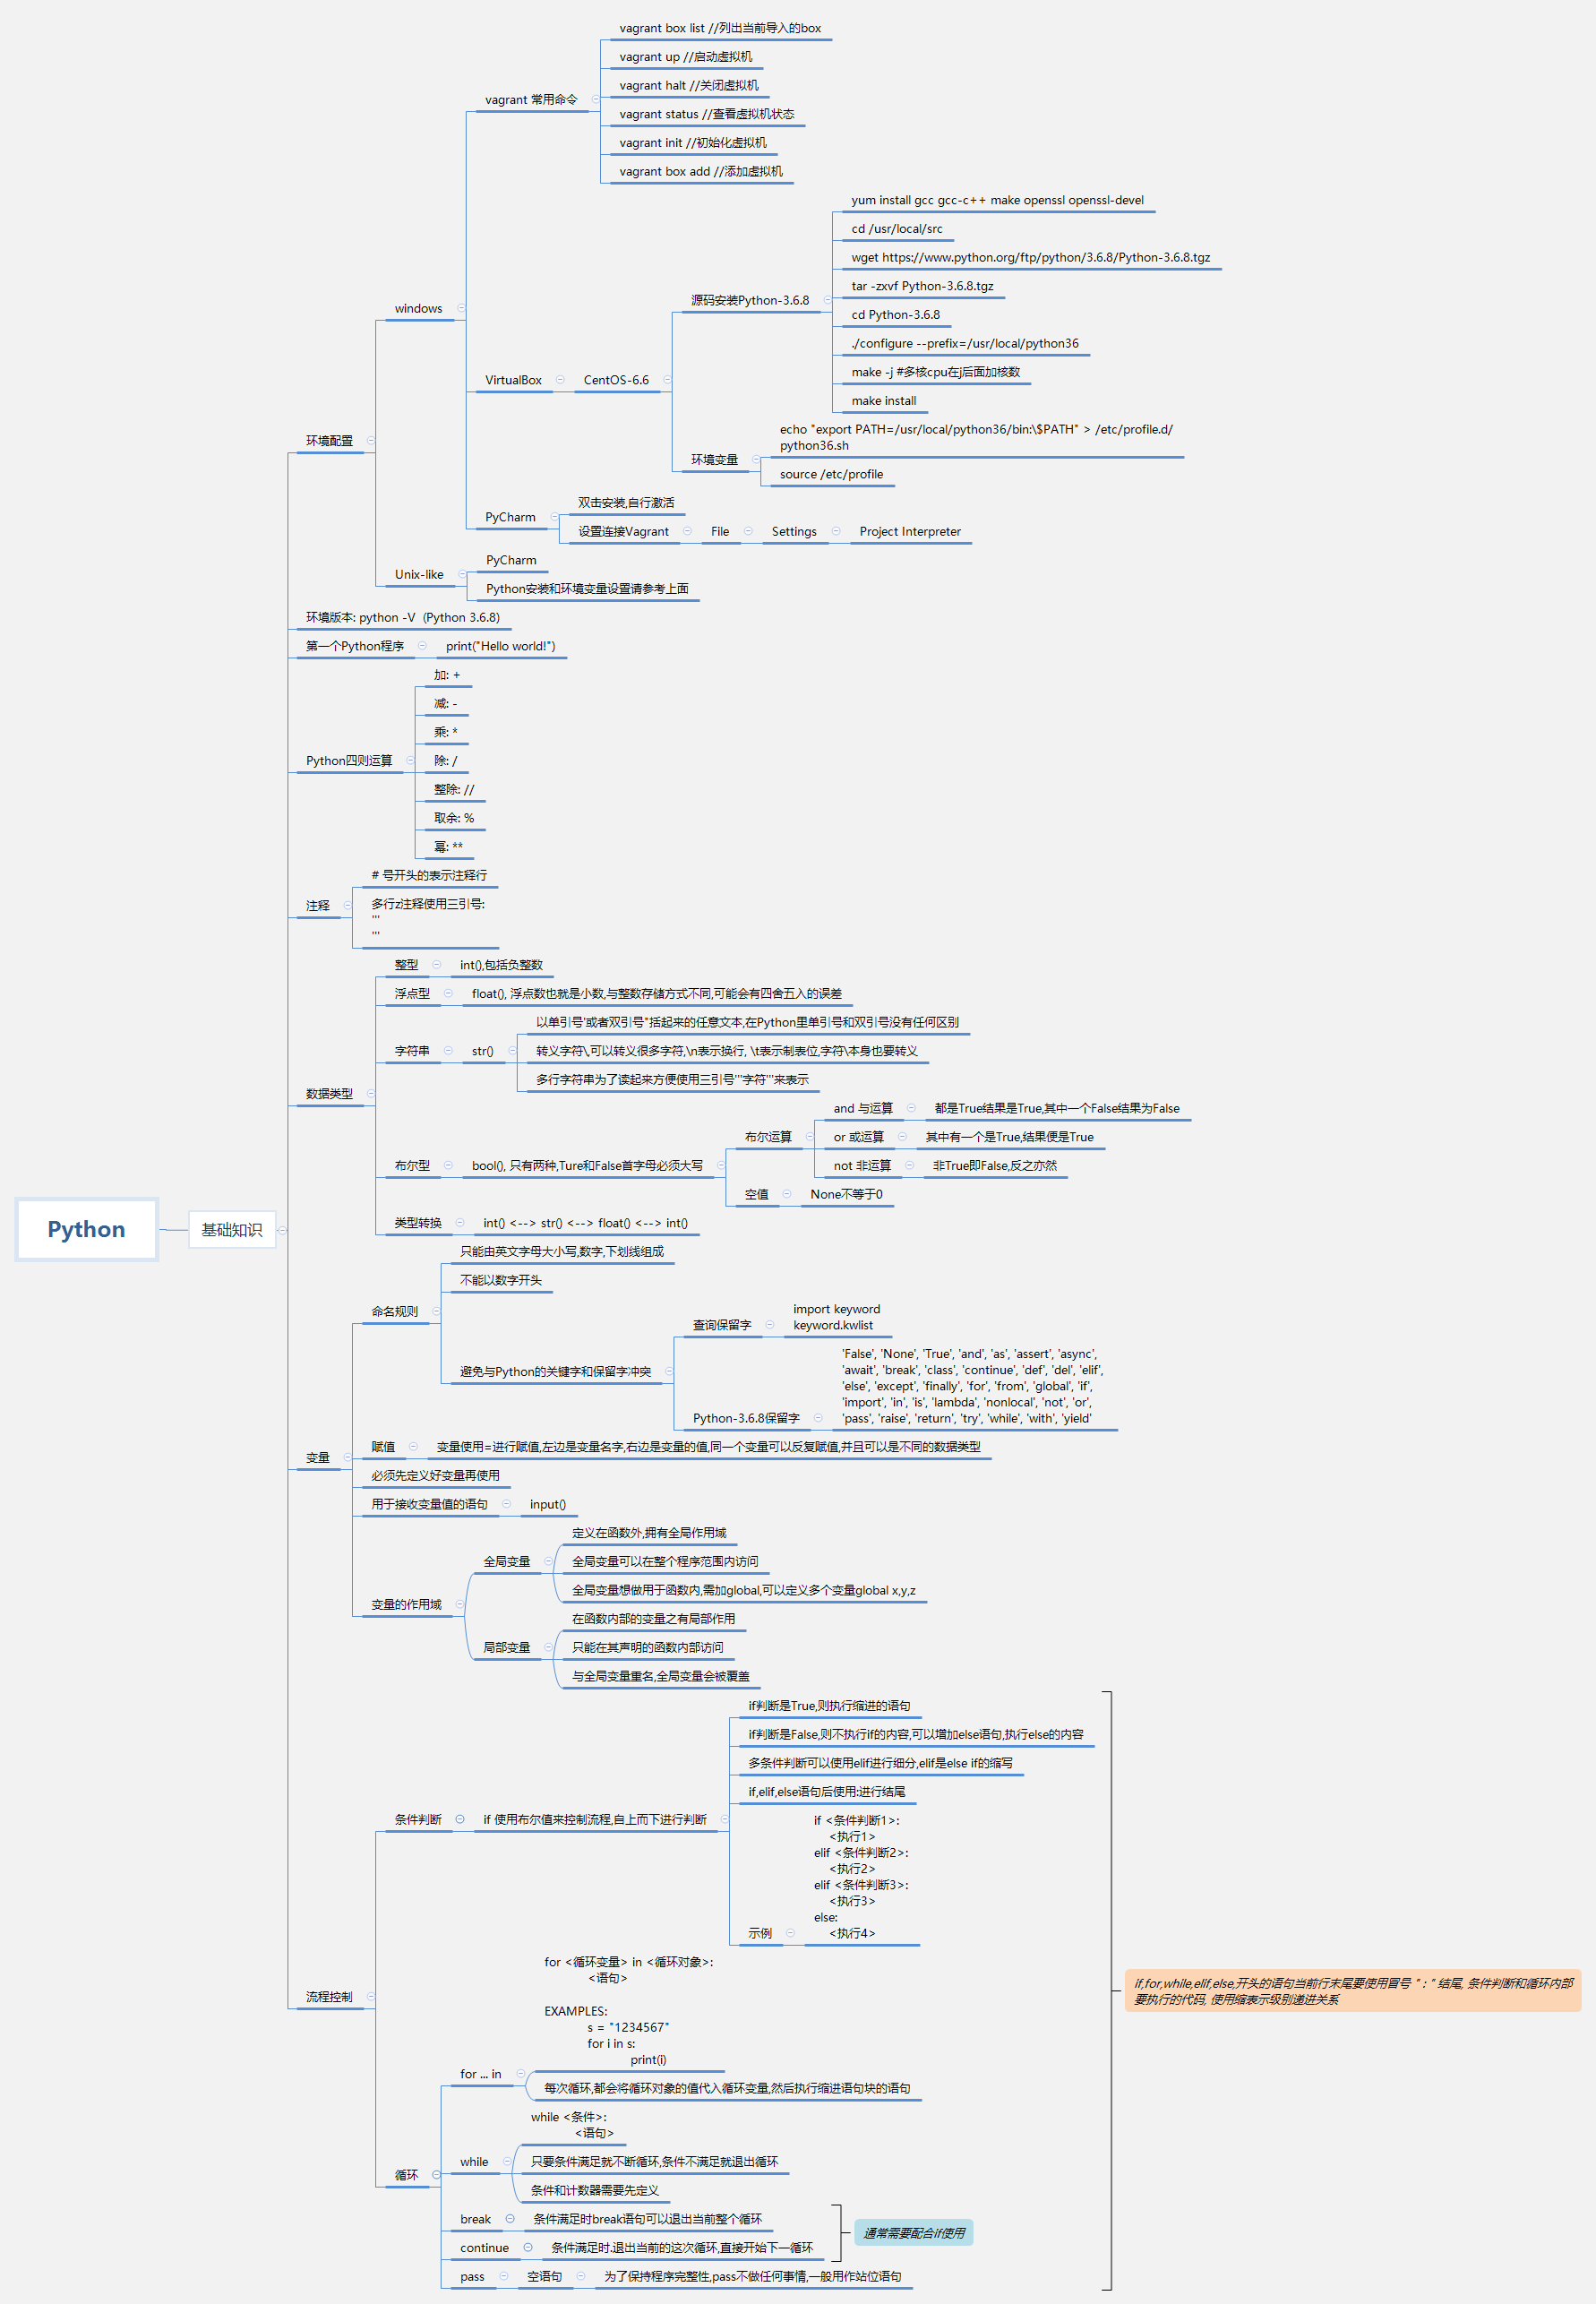 Python
基础知识
环境配置
windows
vagrant 常用命令
vagrant box list //列出当前导入的box
vagrant up //启动虚拟机
vagrant halt //关闭虚拟机
vagrant status //查看虚拟机状态
vagrant init //初始化虚拟机
vagrant box add //添加虚拟机
VirtualBox
CentOS-6.6
源码安装Python-3.6.8
yum install gcc gcc-c++ make openssl openssl-devel
cd /usr/local/src
wget https://www.python.org/ftp/python/3.6.8/Python-3.6.8.tgz
tar -zxvf Python-3.6.8.tgz
cd Python-3.6.8
./configure --prefix=/usr/local/python36
make -j #多核cpu在j后面加核数
make install
环境变量
echo "export PATH=/usr/local/python36/bin:\$PATH" > /etc/profile.d/
python36.sh
source /etc/profile
PyCharm
双击安装,自行激活
设置连接Vagrant
File
Settings
Project Interpreter
Unix-like
PyCharm
Python安装和环境变量设置请参考上面
环境版本: python -V  (Python 3.6.8)
第一个Python程序
print("Hello world!")
Python四则运算
加: +
减: -
乘: *
除: /
整除: //
取余: %
幂: **
注释
# 号开头的表示注释行
多行z注释使用三引号:
'''
'''
数据类型
整型
int(),包括负整数
浮点型
float(), 浮点数也就是小数,与整数存储方式不同,可能会有四舍五入的误差
字符串
str()
以单引号'或者双引号"括起来的任意文本,在Python里单引号和双引号没有任何区别
转义字符\,可以转义很多字符,\n表示换行, \t表示制表位,字符\本身也要转义
多行字符串为了读起来方便使用三引号'''字符'''来表示
布尔型
bool(), 只有两种,Ture和False首字母必须大写
布尔运算
and 与运算
都是True结果是True,其中一个False结果为False
or 或运算
其中有一个是True,结果便是True
not 非运算
非True即False,反之亦然
空值
None不等于0
类型转换
int() <--> str() <--> float() <--> int()
变量
命名规则
只能由英文字母大小写,数字,下划线组成
不能以数字开头
避免与Python的关键字和保留字冲突
查询保留字
import keyword
keyword.kwlist
Python-3.6.8保留字
'False', 'None', 'True', 'and', 'as', 'assert', 'async',
'await', 'break', 'class', 'continue', 'def', 'del', 'elif',
'else', 'except', 'finally', 'for', 'from', 'global', 'if',
'import', 'in', 'is', 'lambda', 'nonlocal', 'not', 'or',
'pass', 'raise', 'return', 'try', 'while', 'with', 'yield'
赋值
变量使用=进行赋值,左边是变量名字,右边是变量的值,同一个变量可以反复赋值,并且可以是不同的数据类型
必须先定义好变量再使用
用于接收变量值的语句
input()
变量的作用域
全局变量
定义在函数外,拥有全局作用域
全局变量可以在整个程序范围内访问
全局变量想做用于函数内,需加global,可以定义多个变量global x,y,z
局部变量
在函数内部的变量之有局部作用
只能在其声明的函数内部访问
与全局变量重名,全局变量会被覆盖
流程控制
条件判断
if 使用布尔值来控制流程,自上而下进行判断
if判断是True,则执行缩进的语句
if判断是False,则不执行if的内容,可以增加else语句,执行else的内容
多条件判断可以使用elif进行细分,elif是else if的缩写
if,elif,else语句后使用:进行结尾
示例
if <条件判断1>:
<执行1>
elif <条件判断2>:
<执行2>
elif <条件判断3>:
<执行3>
else:
<执行4>
循环
for ... in
for <循环变量> in <循环对象>:
<语句>
EXAMPLES:
s = "1234567"
for i in s:
print(i)
每次循环,都会将循环对象的值代入循环变量,然后执行缩进语句块的语句
while
while <条件>:
<语句>
只要条件满足就不断循环,条件不满足就退出循环
条件和计数器需要先定义
break
条件满足时break语句可以退出当前整个循环
continue
条件满足时.退出当前的这次循环,直接开始下一循环
通常需要配合if使用
pass
空语句
为了保持程序完整性,pass不做任何事情,一般用作站位语句
if,for,while,elif,else,开头的语句当前行末尾要使用冒号 " : " 结尾, 条件判断和循环内部
要执行的代码, 使用缩表示级别递进关系